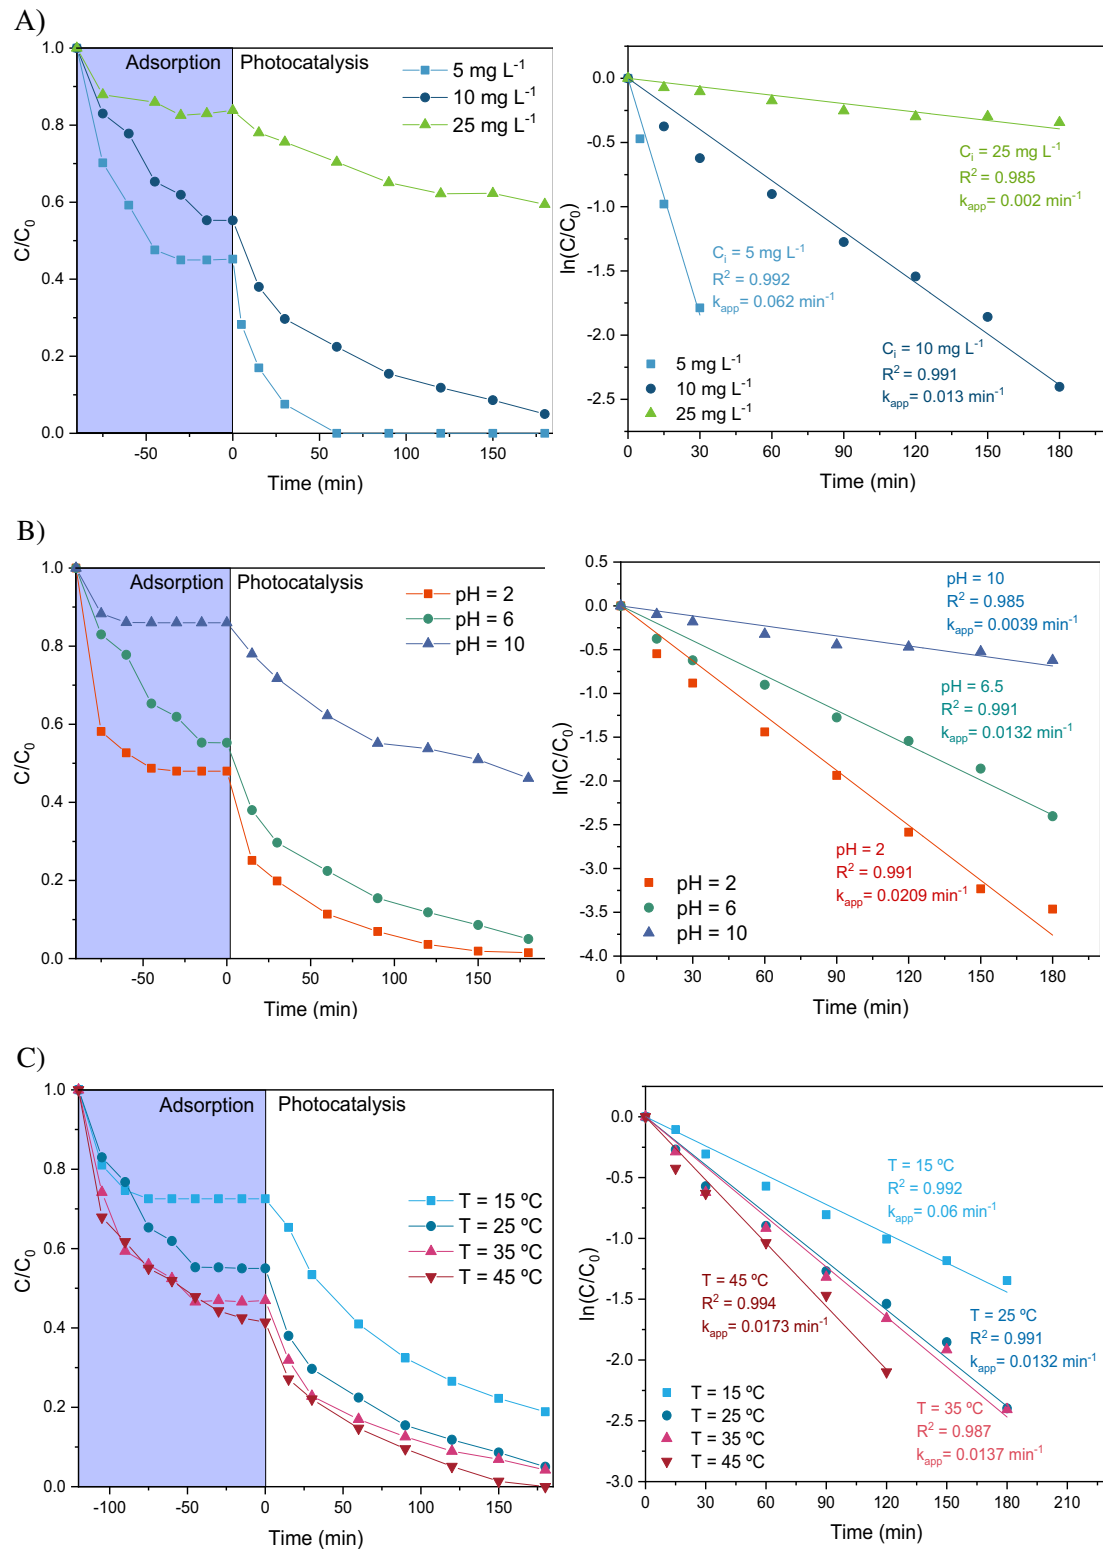 A)
Adsorption Photocatalysis
5 mg L⁻¹
10 mg L⁻¹
25 mg L⁻¹
1.0
0.8
0.6
0.4
0.2
0.0
C/C₀
-50 0 50 100 150
Time (min)
0.0
-0.5
-1.0
-1.5
-2.0
-2.5
ln(C/C₀)
Cᵢ = 25 mg L⁻¹
R² = 0.985
kₐₚₚ= 0.002 min⁻¹
Cᵢ = 5 mg L⁻¹
R² = 0.992
kₐₚₚ= 0.062 min⁻¹
Cᵢ = 10 mg L⁻¹
R² = 0.991
kₐₚₚ= 0.013 min⁻¹
5 mg L⁻¹
10 mg L⁻¹
25 mg L⁻¹
0 30 60 90 120 150 180
Time (min)
B)
Adsorption Photocatalysis
pH = 2
pH = 6
pH = 10
1.0
0.8
0.6
0.4
0.2
0.0
C/C₀
-50 0 50 100 150
Time (min)
0.5
0.0
-0.5
-1.0
-1.5
-2.0
-2.5
-3.0
-3.5
-4.0
ln(C/C₀)
pH = 10
R² = 0.985
kₐₚₚ= 0.0039 min⁻¹
pH = 6.5
R² = 0.991
kₐₚₚ= 0.0132 min⁻¹
pH = 2
R² = 0.991
kₐₚₚ= 0.0209 min⁻¹
pH = 2
pH = 6
pH = 10
0 30 60 90 120 150 180
Time (min)
C)
Adsorption Photocatalysis
T = 15 ºC
T = 25 ºC
T = 35 ºC
T = 45 ºC
1.0
0.8
0.6
0.4
0.2
0.0
C/C₀
-100 -50 0 50 100 150
Time (min)
0.0
-0.5
-1.0
-1.5
-2.0
-2.5
-3.0
ln(C/C₀)
T = 15 ºC
R² = 0.992
kₐₚₚ= 0.06 min⁻¹
T = 45 ºC
R² = 0.994
kₐₚₚ= 0.0173 min⁻¹
T = 25 ºC
R² = 0.991
kₐₚₚ= 0.0132 min⁻¹
T = 35 ºC
R² = 0.987
kₐₚₚ= 0.0137 min⁻¹
T = 15 ºC
T = 25 ºC
T = 35 ºC
T = 45 ºC
0 30 60 90 120 150 180 210
Time (min)